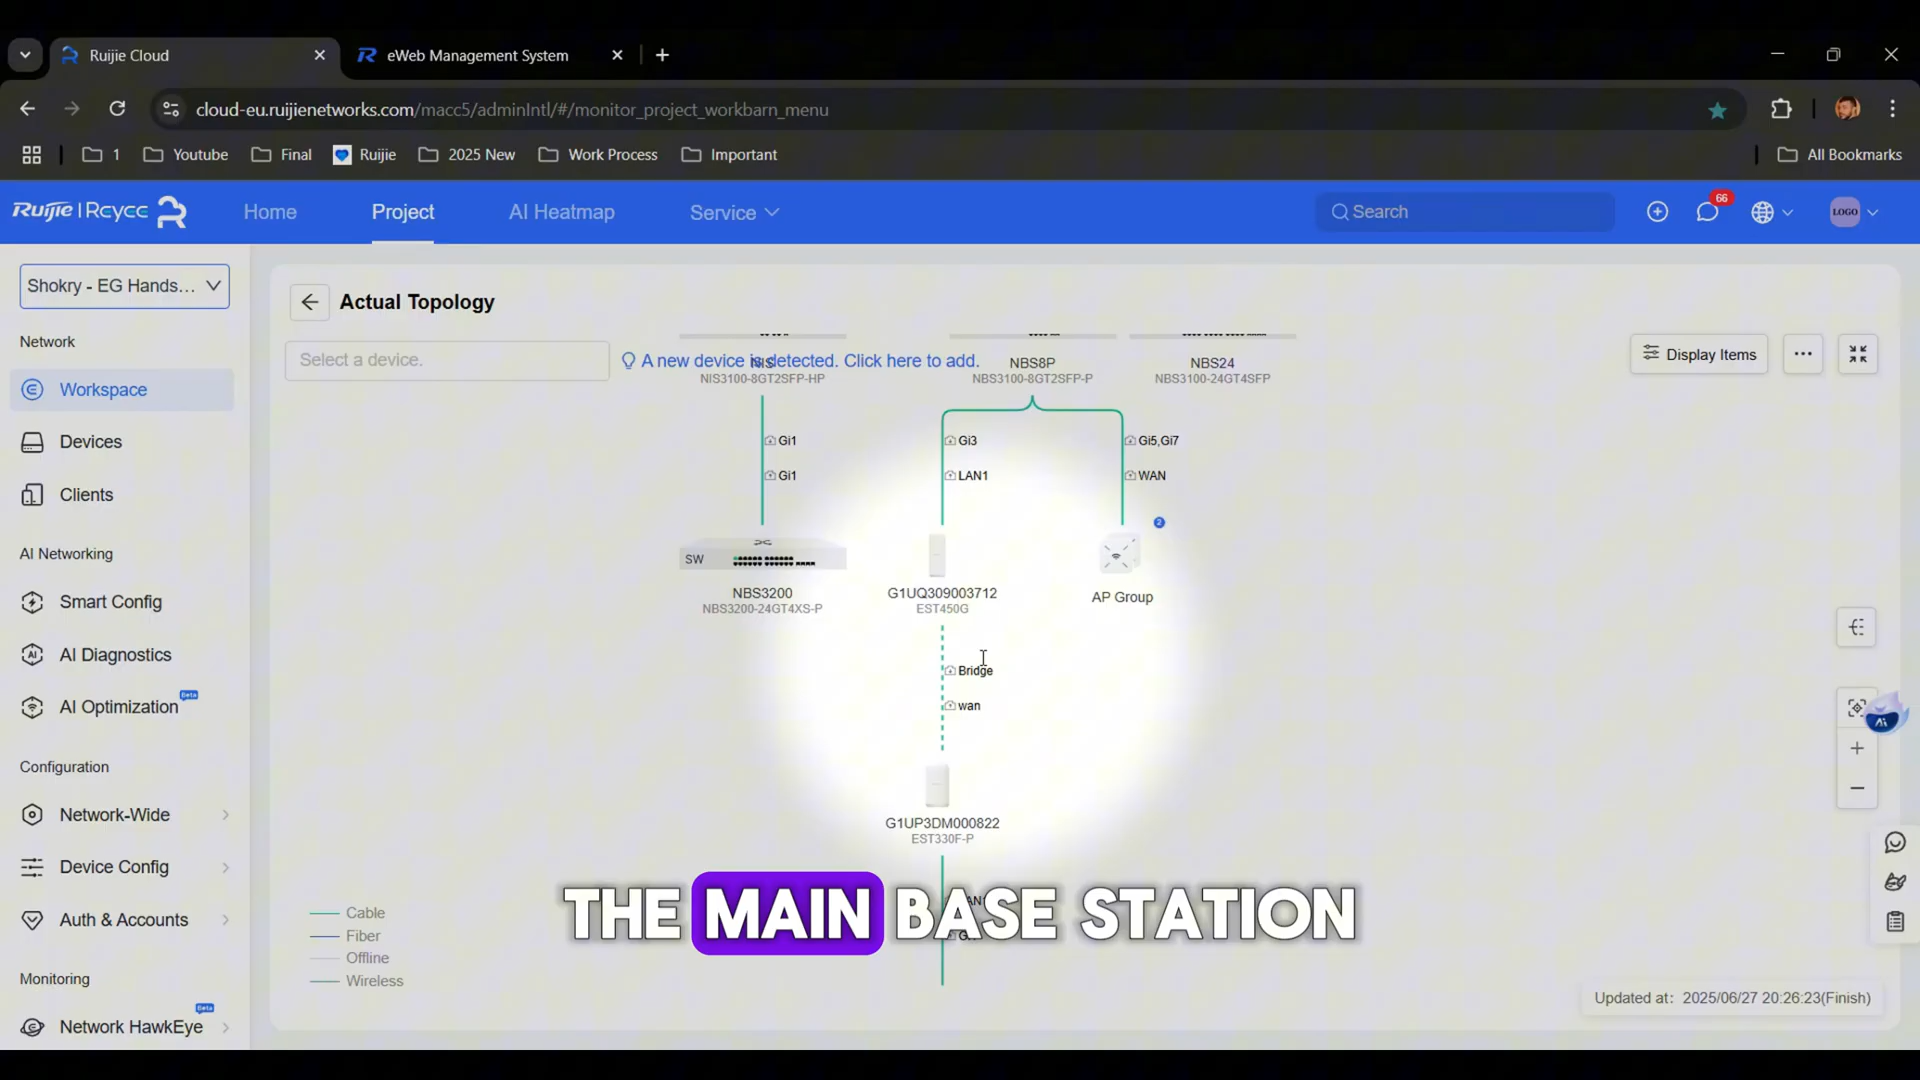 Ruijie Cloud
eWeb Management System
cloud-eu.ruijienetworks.com/macc5/adminIntl/#/monitor_project_workbarn_menu
1
Youtube
Final
Ruijie
2025 New
Work Process
Important
All Bookmarks
Ruijie | Reyee
Home
Project
AI Heatmap
Service
Search
66
LOGO
Shokry - EG Hands...
Actual Topology
Network
Select a device.
A new device is detected. Click here to add.
Display Items
NIS
NIS3100-8GT2SFP-HP
NBS8P
NBS3100-8GT2SFP-P
NBS24
NBS3100-24GT4SFP
Workspace
Devices
Clients
Gi1
Gi1
Gi3
LAN1
Gi5,Gi7
WAN
2
AI Networking
SW
NBS3200
NBS3200-24GT4XS-P
G1UQ309003712
EST450G
AP Group
Smart Config
AI Diagnostics
AI Optimization
Beta
Bridge
wan
Ai
Configuration
Network-Wide
Device Config
Auth & Accounts
G1UP3DM000822
EST330F-P
THE MAIN BASE STATION
Cable
Fiber
Offline
Wireless
Monitoring
Network HawkEye
Beta
Updated at: 2025/06/27 20:26:23(Finish)